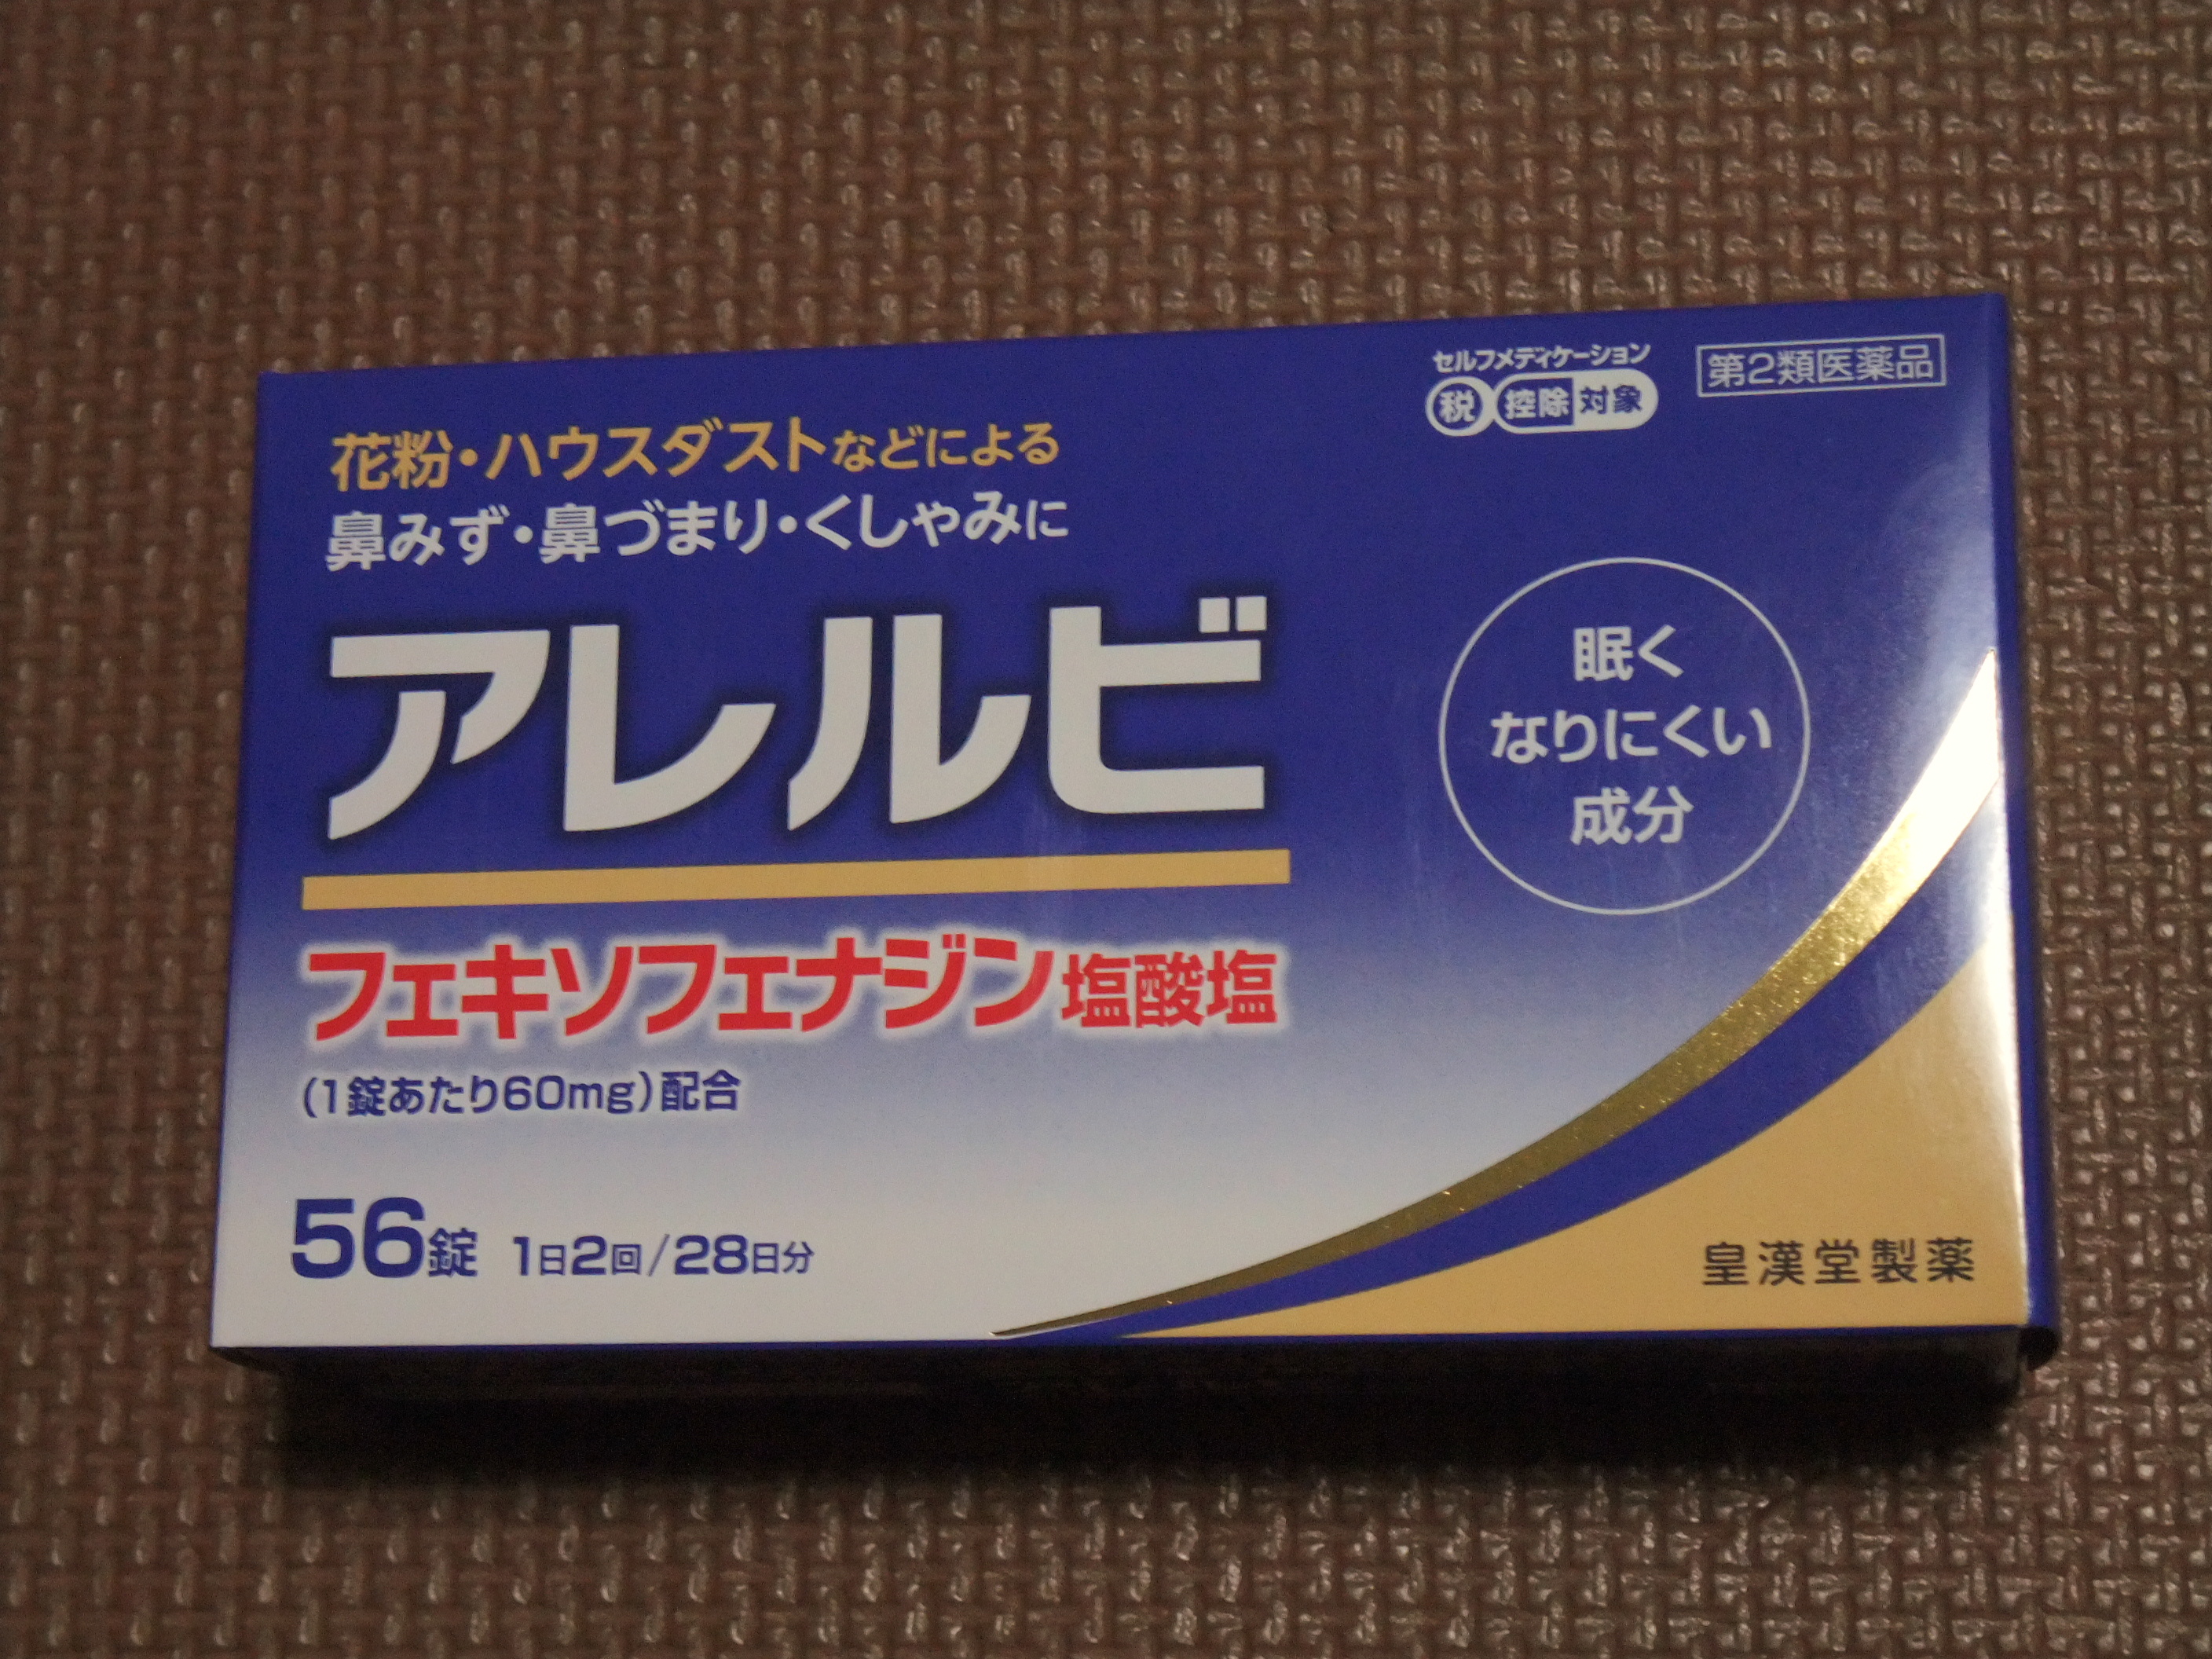 セルフメディケーション
税 控除 対象
第2類医薬品
花粉・ハウスダストなどによる
鼻みず・鼻づまり・くしゃみに
アレルビ
眠く
なりにくい
成分
フェキソフェナジン塩酸塩
(1錠あたり60mg)配合
56錠 1日2回/28日分
皇漢堂製薬